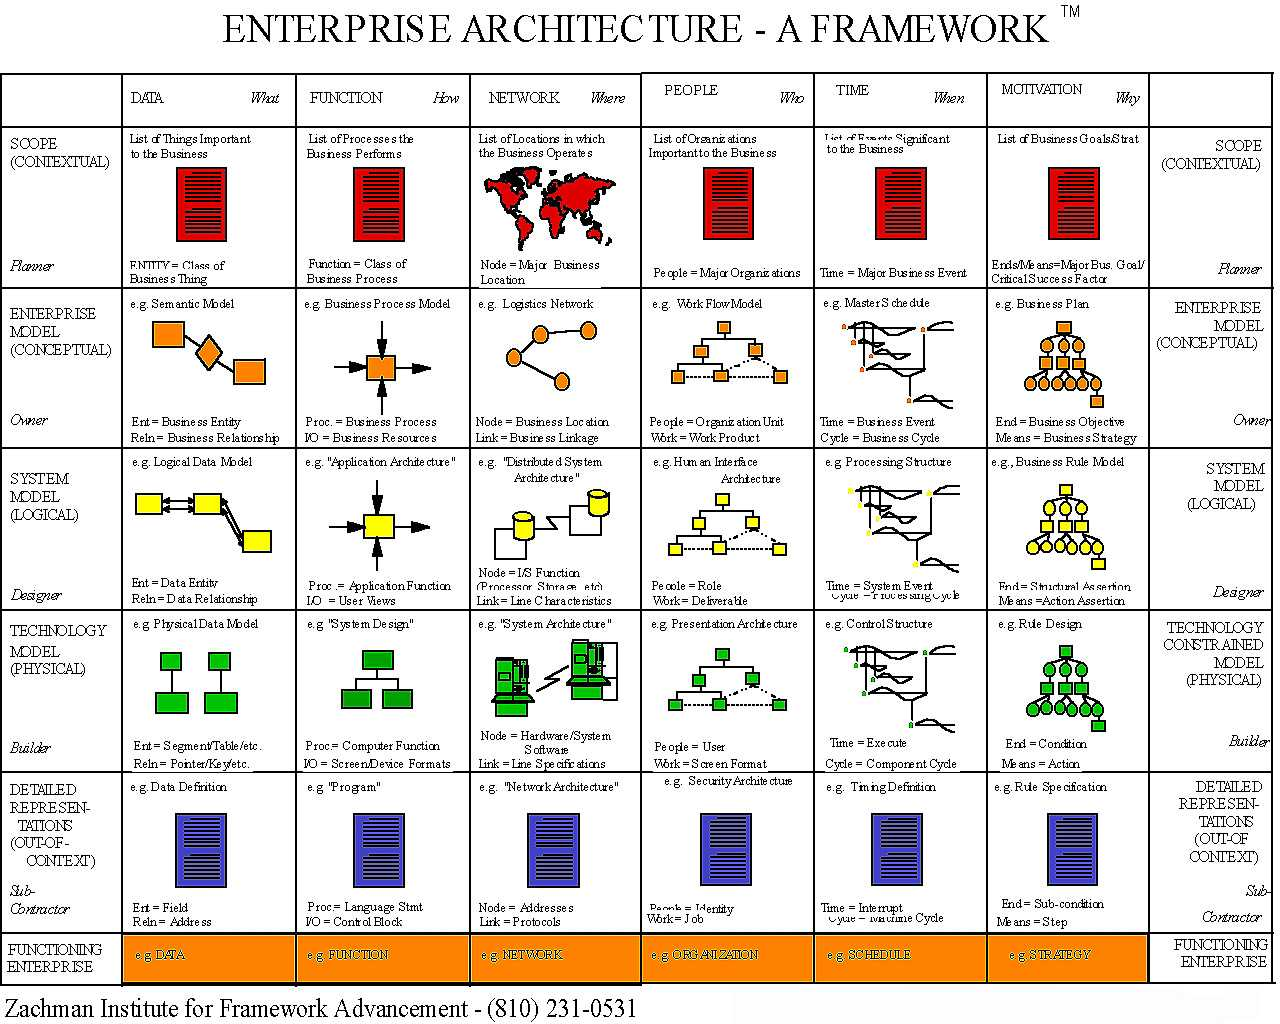 ENTERPRISE ARCHITECTURE - A FRAMEWORK ™
DATA What
FUNCTION How
NETWORK Where
PEOPLE Who
TIME When
MOTIVATION Why
SCOPE
(CONTEXTUAL)
Planner
List of Things Important
to the Business
ENTITY = Class of
Business Thing
List of Processes the
Business Performs
Function = Class of
Business Process
List of Locations in which
the Business Operates
Node = Major Business
Location
List of Organizations
Important to the Business
People = Major Organizations
List of Events Significant
to the Business
Time = Major Business Event
List of Business Goals/Strat
Ends/Means=Major Bus. Goal/
Critical Success Factor
SCOPE
(CONTEXTUAL)
Planner
ENTERPRISE
MODEL
(CONCEPTUAL)
Owner
e.g. Semantic Model
Ent = Business Entity
Reln = Business Relationship
e.g. Business Process Model
Proc. = Business Process
I/O = Business Resources
e.g. Logistics Network
Node = Business Location
Link = Business Linkage
e.g. Work Flow Model
People = Organization Unit
Work = Work Product
e.g. Master Schedule
Time = Business Event
Cycle = Business Cycle
e.g. Business Plan
End = Business Objective
Means = Business Strategy
ENTERPRISE
MODEL
(CONCEPTUAL)
Owner
SYSTEM
MODEL
(LOGICAL)
Designer
e.g. Logical Data Model
Ent = Data Entity
Reln = Data Relationship
e.g. "Application Architecture"
Proc .= Application Function
I/O = User Views
e.g. "Distributed System
Architecture"
Node = I/S Function
(Processor, Storage, etc)
Link = Line Characteristics
e.g. Human Interface
Architecture
People = Role
Work = Deliverable
e.g. Processing Structure
Time = System Event
Cycle = Processing Cycle
e.g., Business Rule Model
End = Structural Assertion
Means =Action Assertion
SYSTEM
MODEL
(LOGICAL)
Designer
TECHNOLOGY
MODEL
(PHYSICAL)
Builder
e.g. Physical Data Model
Ent = Segment/Table/etc.
Reln = Pointer/Key/etc.
e.g. "System Design"
Proc.= Computer Function
I/O = Screen/Device Formats
e.g. "System Architecture"
Node = Hardware/System
Software
Link = Line Specifications
e.g. Presentation Architecture
People = User
Work = Screen Format
e.g. Control Structure
Time = Execute
Cycle = Component Cycle
e.g. Rule Design
End = Condition
Means = Action
TECHNOLOGY
CONSTRAINED
MODEL
(PHYSICAL)
Builder
DETAILED
REPRESEN-
TATIONS
(OUT-OF-
CONTEXT)
Sub-
Contractor
e.g. Data Definition
Ent = Field
Reln = Address
e.g. "Program"
Proc.= Language Stmt
I/O = Control Block
e.g. "Network Architecture"
Node = Addresses
Link = Protocols
e.g. Security Architecture
People = Identity
Work = Job
e.g. Timing Definition
Time = Interrupt
Cycle = Machine Cycle
e.g. Rule Specification
End = Sub-condition
Means = Step
DETAILED
REPRESEN-
TATIONS
(OUT-OF
CONTEXT)
Sub-
Contractor
FUNCTIONING
ENTERPRISE
e.g. DATA
e.g. FUNCTION
e.g. NETWORK
e.g. ORGANIZATION
e.g. SCHEDULE
e.g. STRATEGY
FUNCTIONING
ENTERPRISE
Zachman Institute for Framework Advancement - (810) 231-0531